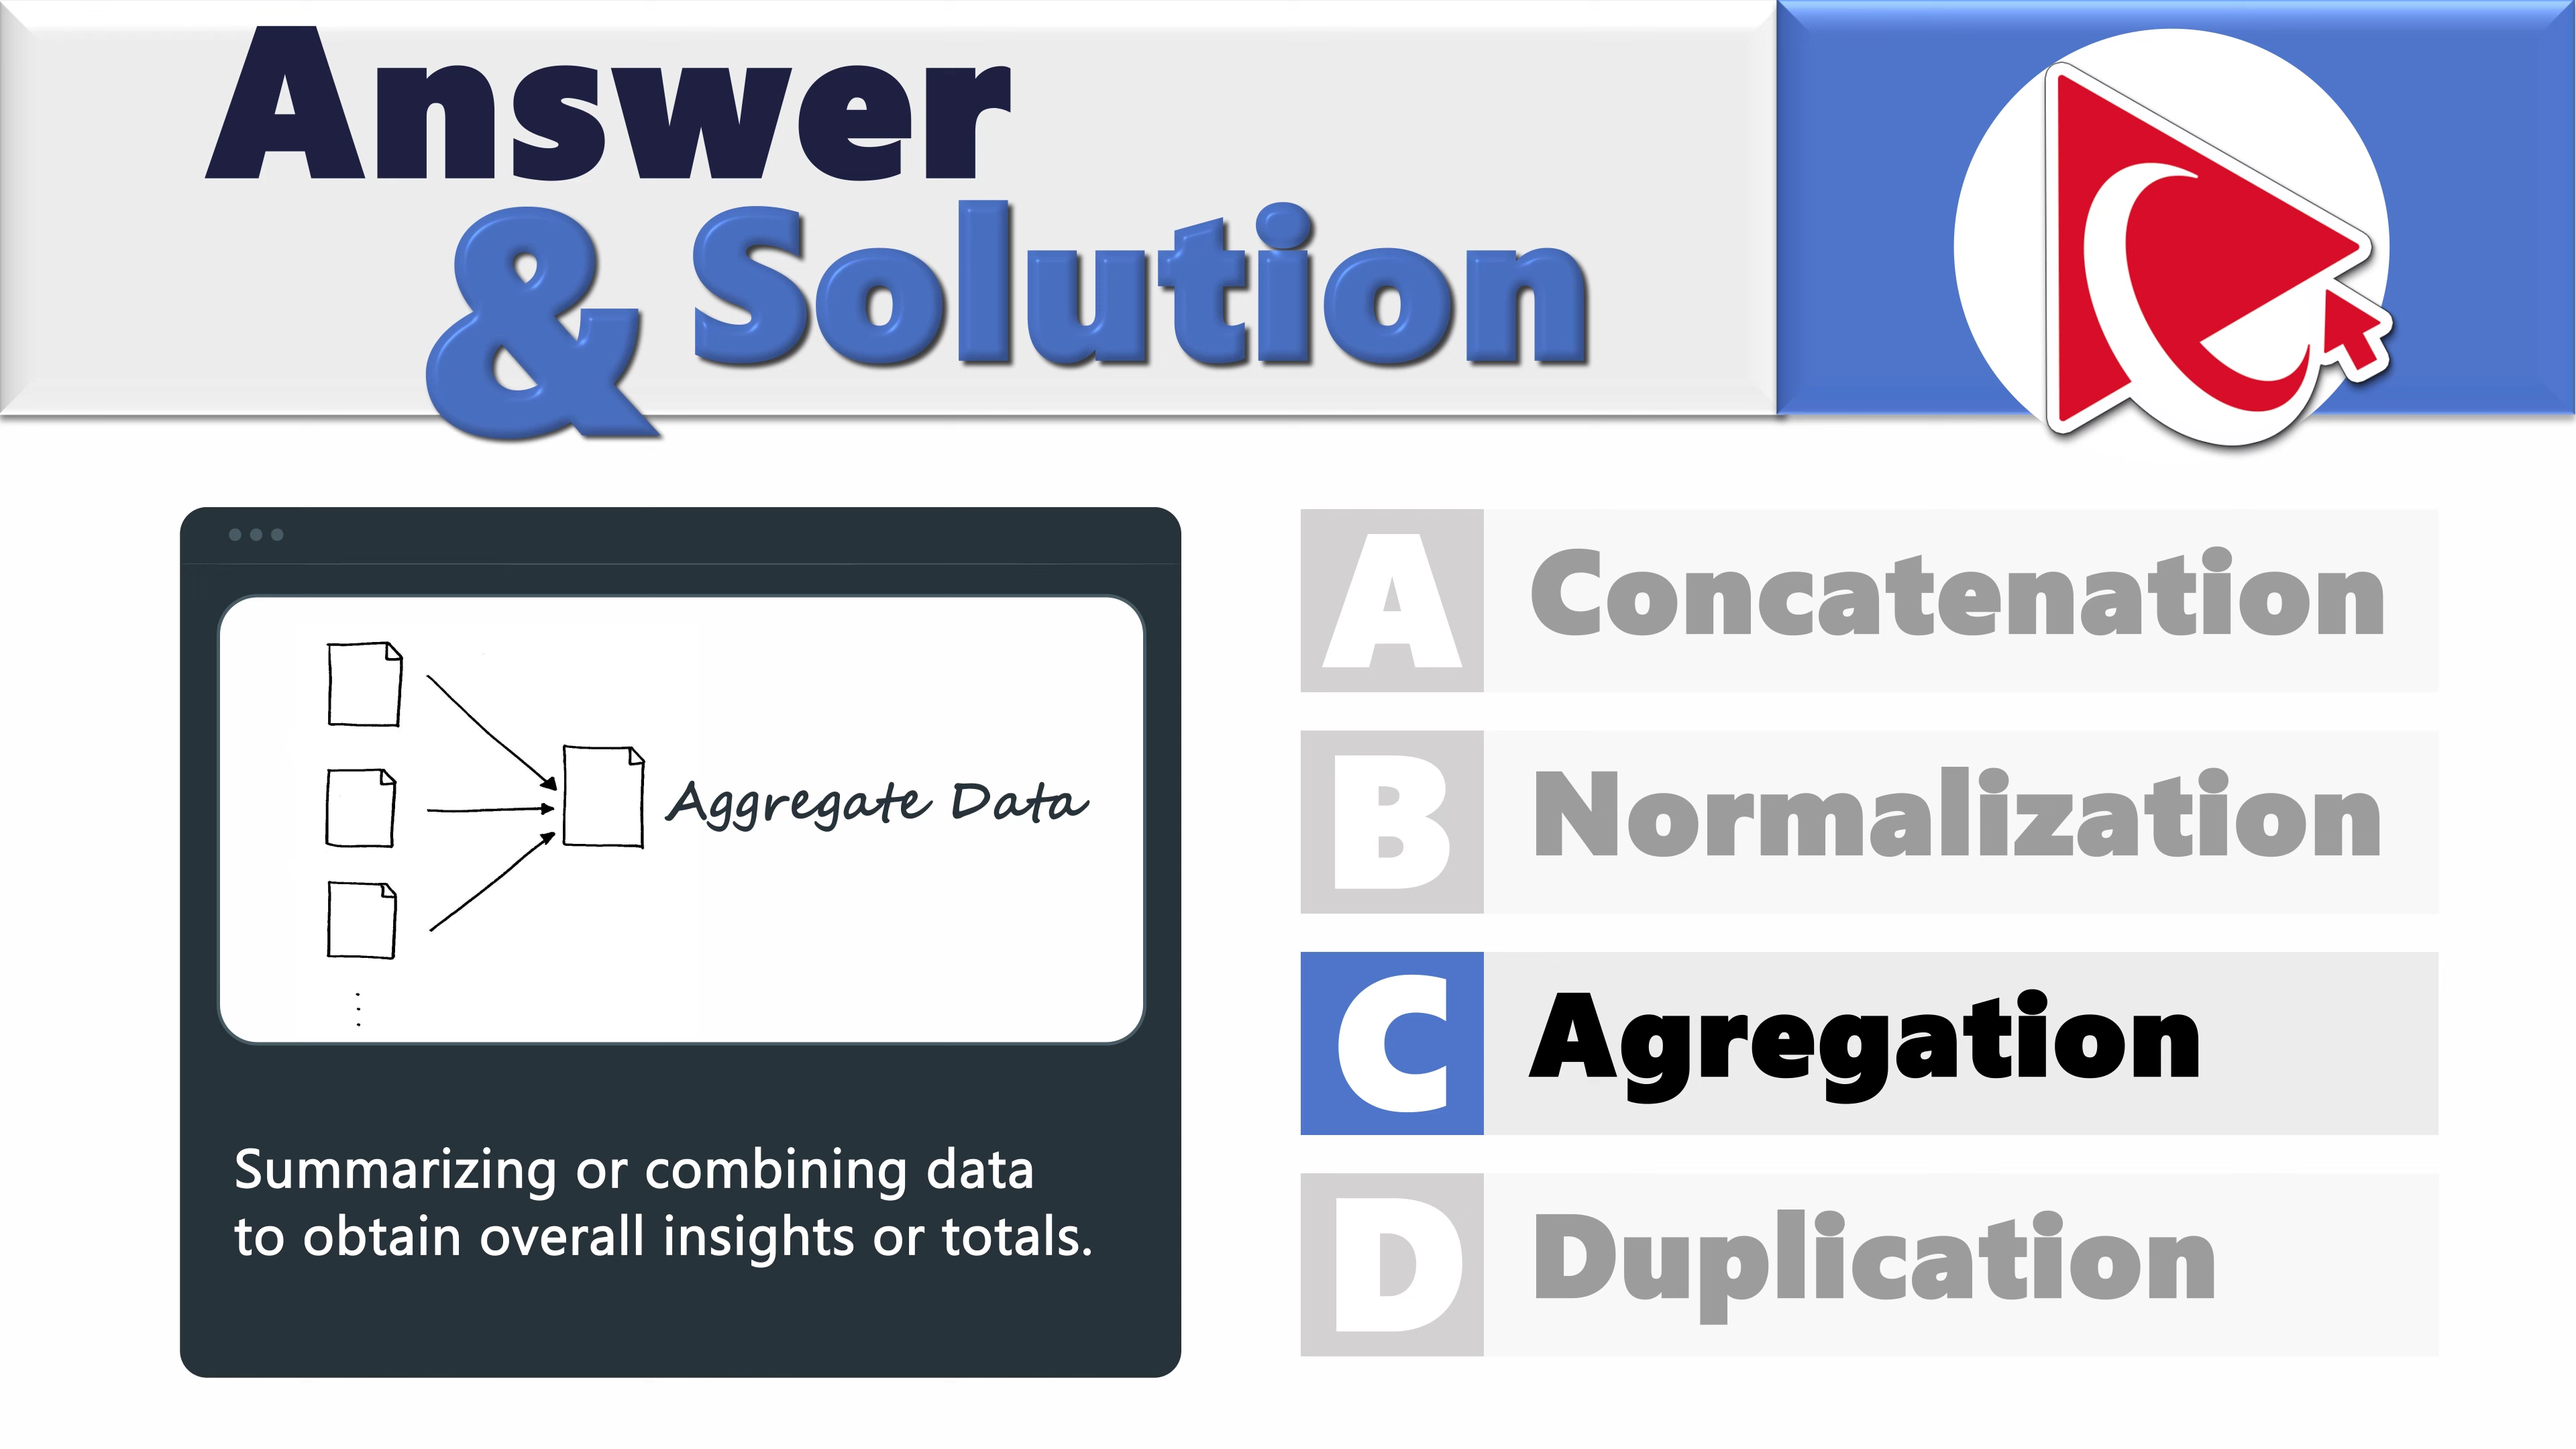 Answer
& Solution
Aggregate Data
Summarizing or combining data
to obtain overall insights or totals.
A Concatenation
B Normalization
C Agregation
D Duplication